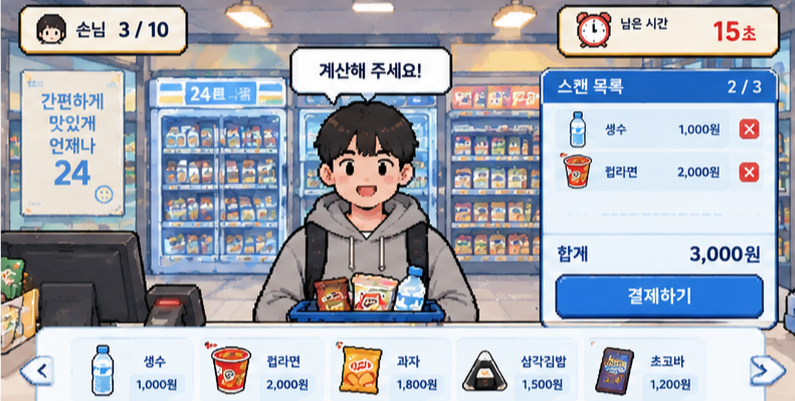 손님 3 / 10
님은 시간
15초
계산해 주세요!
간편하게
맛있게
언제나
24
24
스캔 목록 2 / 3
생수 1,000원
컵라면 2,000원
합계 3,000원
결제하기
생수
1,000원
컵라면
2,000원
과자
1,800원
삼각김밥
1,500원
초코바
1,200원